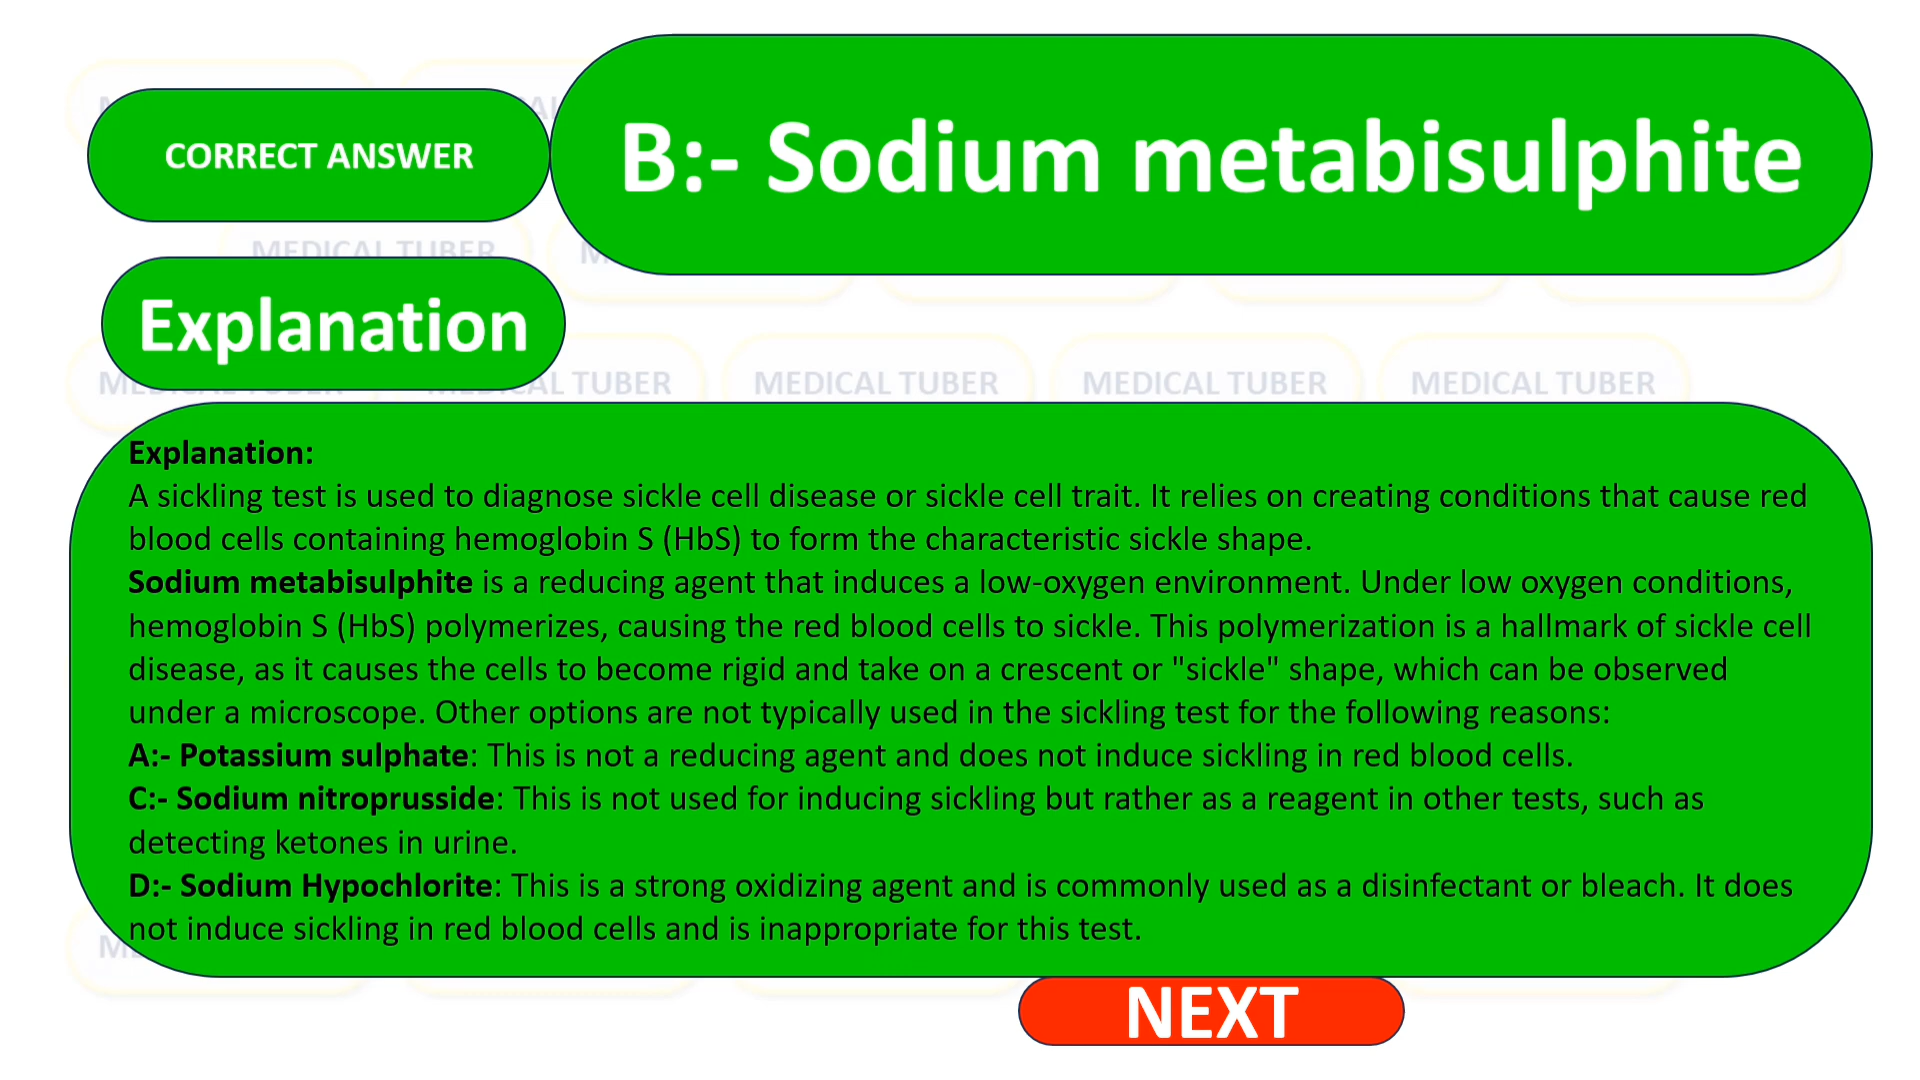 CORRECT ANSWER
B:- Sodium metabisulphite
MEDICAL TUBER
Explanation
MEDICAL TUBER
MEDICAL TUBER
MEDICAL TUBER
Explanation:
A sickling test is used to diagnose sickle cell disease or sickle cell trait. It relies on creating conditions that cause red
blood cells containing hemoglobin S (HbS) to form the characteristic sickle shape.
Sodium metabisulphite is a reducing agent that induces a low-oxygen environment. Under low oxygen conditions,
hemoglobin S (HbS) polymerizes, causing the red blood cells to sickle. This polymerization is a hallmark of sickle cell
disease, as it causes the cells to become rigid and take on a crescent or "sickle" shape, which can be observed
under a microscope. Other options are not typically used in the sickling test for the following reasons:
A:- Potassium sulphate: This is not a reducing agent and does not induce sickling in red blood cells.
C:- Sodium nitroprusside: This is not used for inducing sickling but rather as a reagent in other tests, such as
detecting ketones in urine.
D:- Sodium Hypochlorite: This is a strong oxidizing agent and is commonly used as a disinfectant or bleach. It does
not induce sickling in red blood cells and is inappropriate for this test.
NEXT